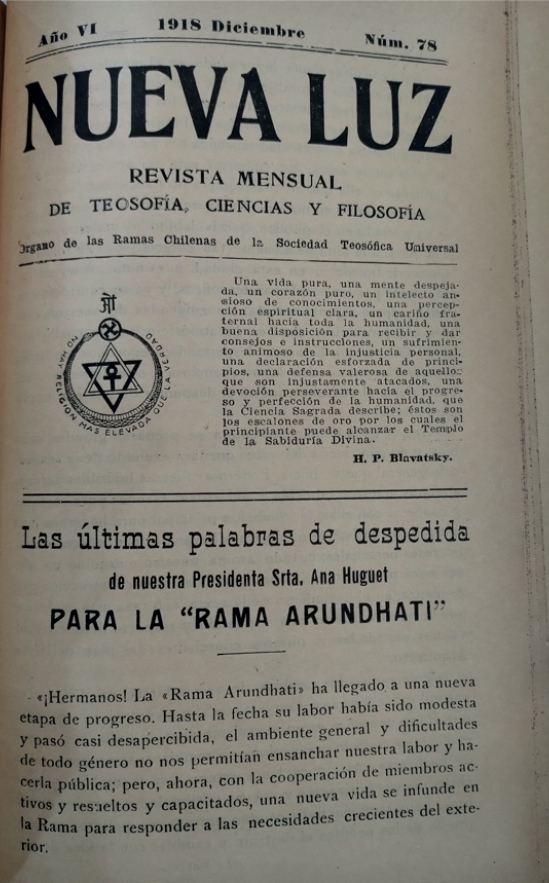 Año VI 1918 Diciembre Núm. 78
NUEVA LUZ
REVISTA MENSUAL
DE TEOSOFÍA, CIENCIAS Y FILOSOFÍA
Organo de las Ramas Chilenas de la Sociedad Teosófica Universal
NO HAY RELIGIÓN MAS ELEVADA QUE LA VERDAD
Una vida pura, una mente despeja-
da, un corazón puro, un intelecto an-
sioso de conocimientos, una percep-
ción espiritual clara, un cariño fra-
ternal hacia toda la humanidad, una
buena disposición para recibir y dar
consejos e instrucciones, un sufrimien-
to animoso de la injusticia personal,
una declaración esforzada de princi-
pios, una defensa valerosa de aquellos
que son injustamente atacados, una
devoción perseverante hacia el progre-
so y perfección de la humanidad, que
la Ciencia Sagrada describe; éstos son
los escalones de oro por los cuales el
principiante puede alcanzar el Templo
de la Sabiduría Divina.
H. P. Blavatsky.
Las últimas palabras de despedida
de nuestra Presidenta Srta. Ana Huguet
PARA LA “RAMA ARUNDHATI”
«¡Hermanos! La «Rama Arundhati» ha llegado a una nueva
etapa de progreso. Hasta la fecha su labor había sido modesta
y pasó casi desapercibida, el ambiente general y dificultades
de todo género no nos permitían ensanchar nuestra labor y ha-
cerla pública; pero, ahora, con la cooperación de miembros ac-
tivos y resueltos y capacitados, una nueva vida se infunde en
la Rama para responder a las necesidades crecientes del exte-
rior.